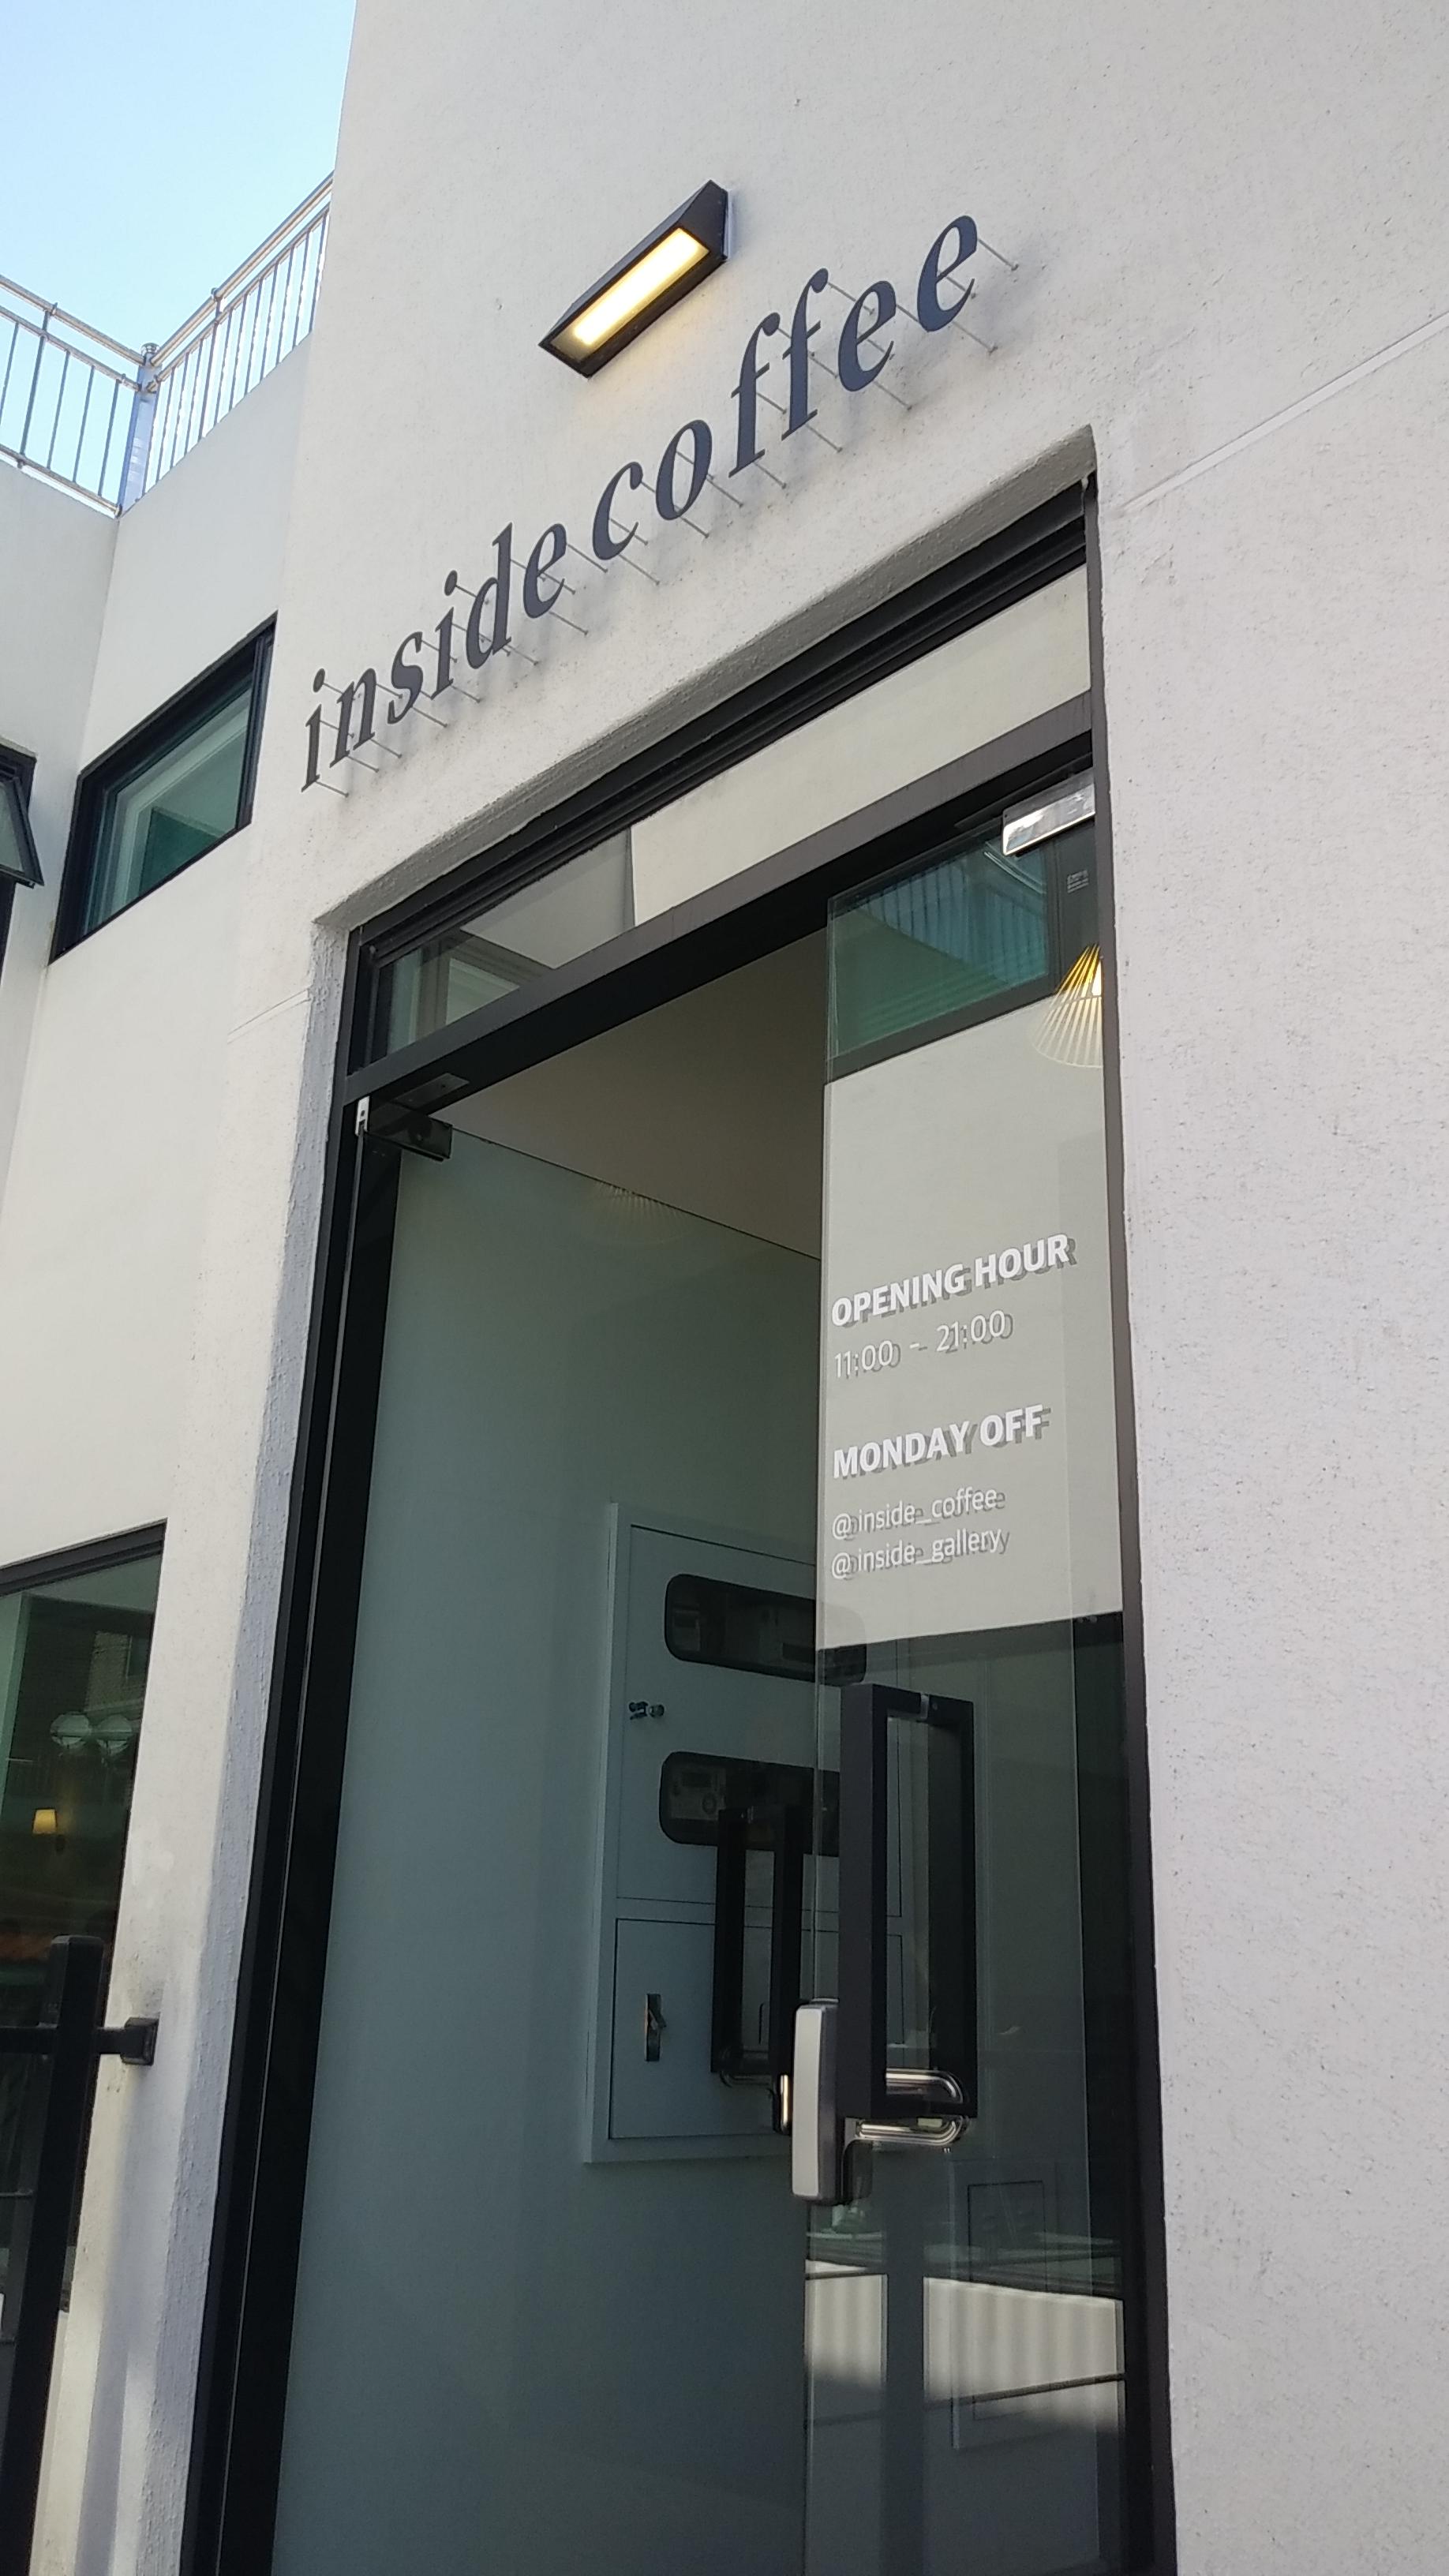 inside coffee
OPENING HOUR
11:00 - 21:00
MONDAY OFF
@inside_coffee
@inside_gallery